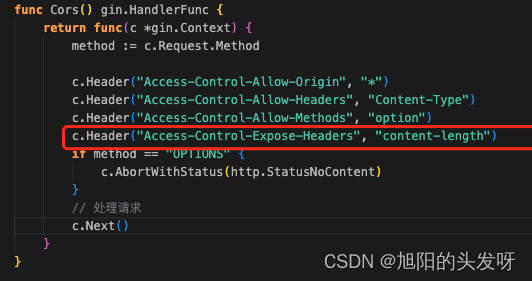 func Cors() gin.HandlerFunc {
    return func(c *gin.Context) {
        method := c.Request.Method

        c.Header("Access-Control-Allow-Origin", "*")
        c.Header("Access-Control-Allow-Headers", "Content-Type")
        c.Header("Access-Control-Allow-Methods", "option")
        c.Header("Access-Control-Expose-Headers", "content-length")
        if method == "OPTIONS" {
            c.AbortWithStatus(http.StatusNoContent)
        }
        // 处理请求
        c.Next()
    }
}
CSDN @旭阳的头发呀